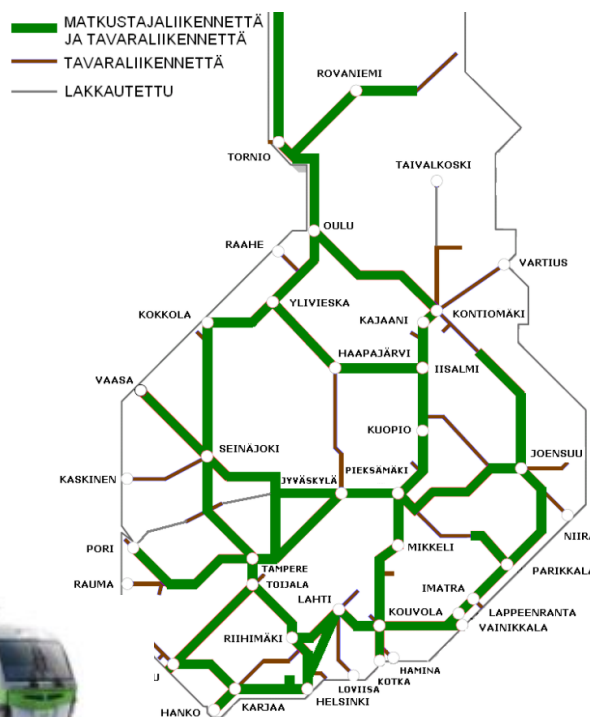 MATKUSTAJALIIKENNETTÄ
JA TAVARALIIKENNETTÄ
TAVARALIIKENNETTÄ
LAKKAUTETTU
ROVANIEMI
TORNIO
TAIVALKOSKI
OULU
RAAHE
VARTIUS
YLIVIESKA
KOKKOLA
KAJAANI
KONTIOMÄKI
HAAPAJÄRVI
IISALMI
VAASA
KUOPIO
SEINÄJOKI
JOENSUU
KASKINEN
JYVÄSKYLÄ
PIEKSÄMÄKI
NIIRA
PORI
MIKKELI
TAMPERE
PARIKKALA
RAUMA
TOIJALA
IMATRA
LAHTI
LAPPEENRANTA
KOUVOLA
VAINIKKALA
RIIHIMÄKI
HAMINA
U
LOVIISA
KOTKA
HANKO
KARJAA
HELSINKI